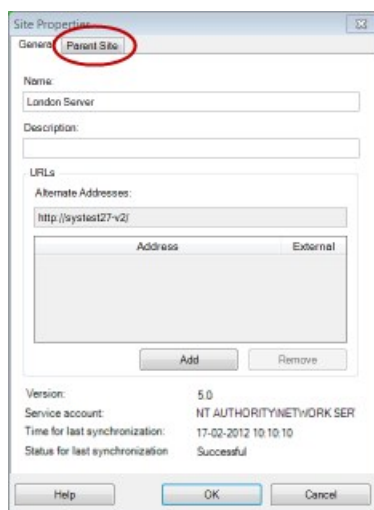 Site Properties
General Parent Site
Name:
London Server
Description:
URLs
Alternate Addresses:
http://systest27-v2/
Address External
Add Remove
Version: 5.0
Service account: NT AUTHORITY\NETWORK SER
Time for last synchronization: 17-02-2012 10:10:10
Status for last synchronization Successful
Help OK Cancel